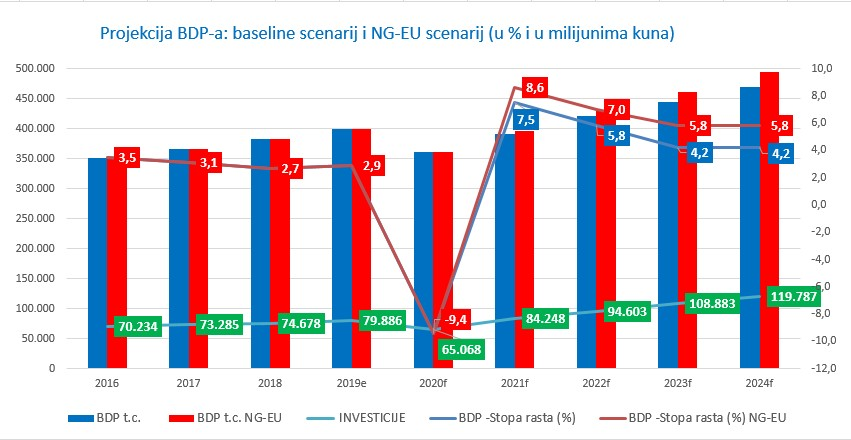 Projekcija BDP-a: baseline scenarij i NG-EU scenarij (u % i u milijunima kuna)
500.000 10,0
450.000 8,0
400.000 6,0
350.000 4,0
300.000 2,0
250.000 0,0
200.000 -2,0
150.000 -4,0
100.000 -8,0
50.000 -10,0
0 -12,0
3,5 3,1 2,7 2,9 -9,4 8,6 7,0 5,8 5,8
7,5 5,8 4,2 4,2
70.234 73.285 74.678 79.886 65.068 84.248 94.603 108.883 119.787
2016 2017 2018 2019e 2020f 2021f 2022f 2023f 2024f
BDP t.c. BDP t.c. NG-EU INVESTICIJE BDP -Stopa rasta (%) BDP -Stopa rasta (%) NG-EU